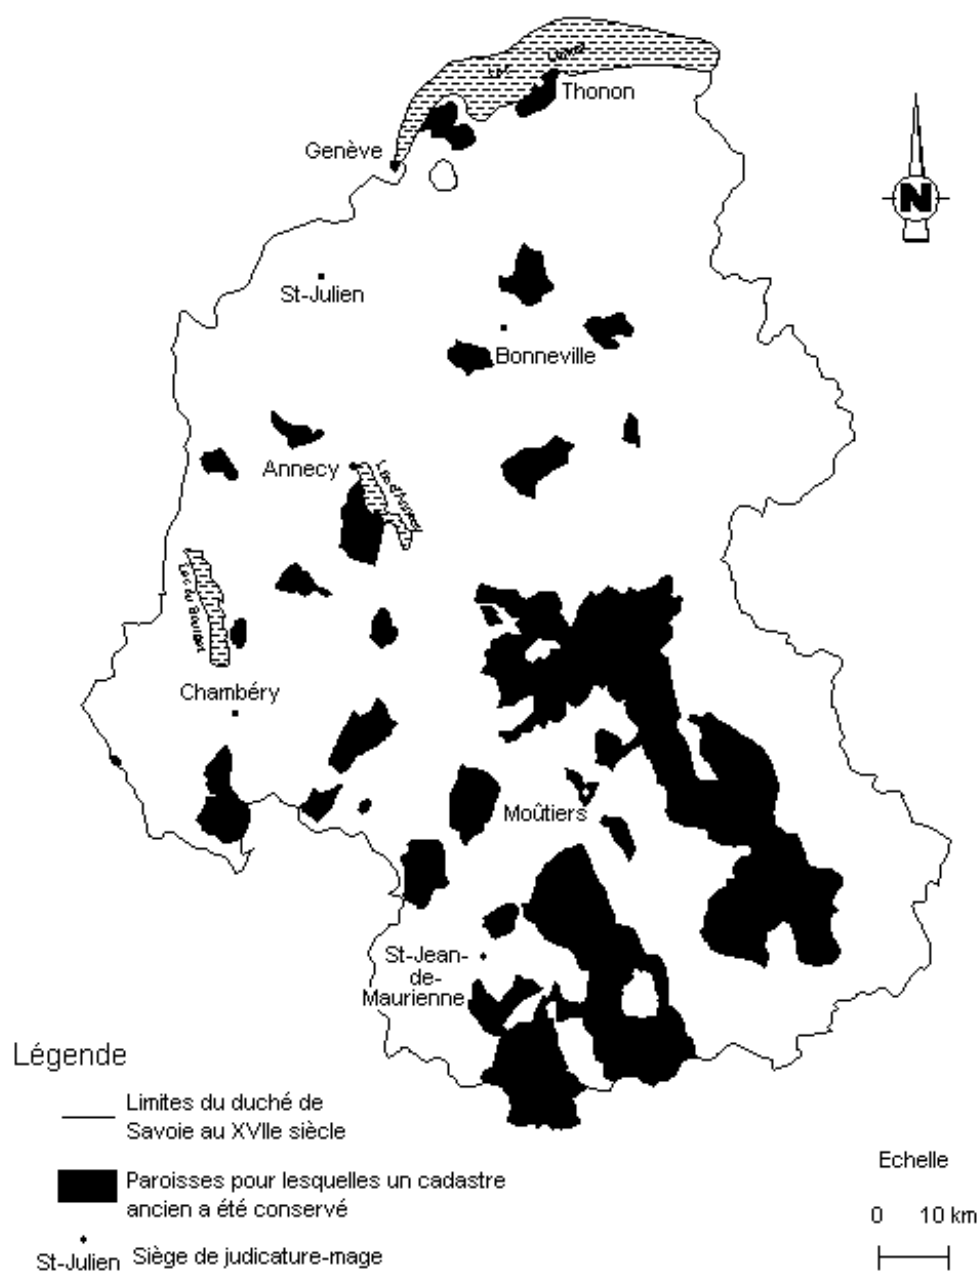 Lac Léman
Thonon
Genève
N
St-Julien
Bonneville
Annecy
Lac d'Annecy
Lac du Bourget
Chambéry
Moûtiers
St-Jean-
de-
Maurienne
Légende
Limites du duché de
Savoie au XVIIe siècle
Paroisses pour lesquelles un cadastre
ancien a été conservé
St-Julien Siège de judicature-mage
Echelle
0 10 km